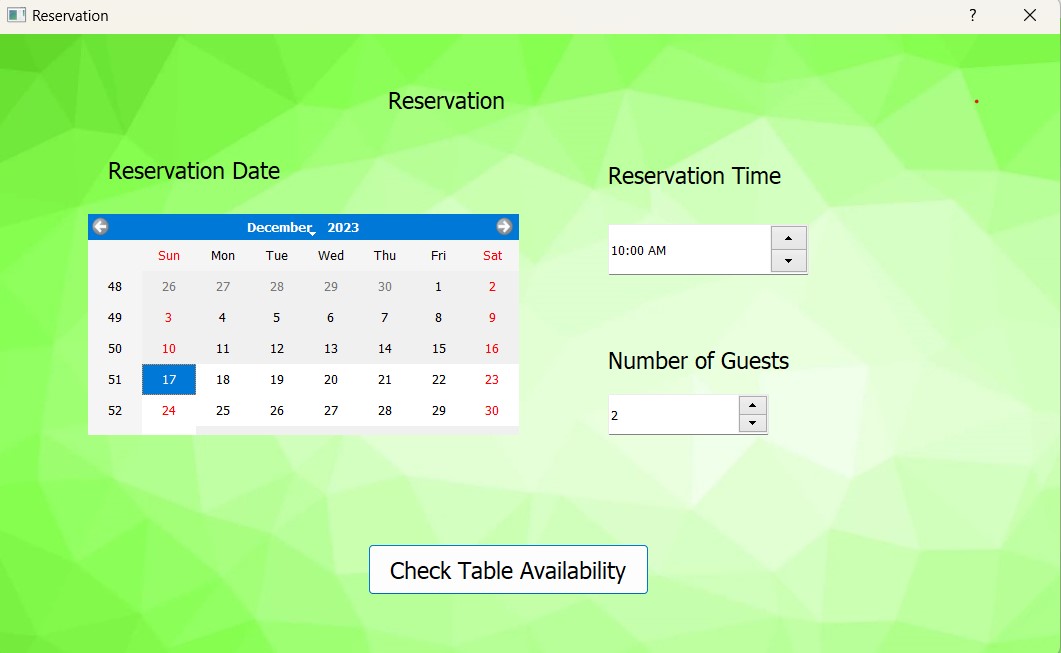 Reservation ?
Reservation
Reservation Date
December 2023
Sun Mon Tue Wed Thu Fri Sat
48 26 27 28 29 30 1 2
49 3 4 5 6 7 8 9
50 10 11 12 13 14 15 16
51 17 18 19 20 21 22 23
52 24 25 26 27 28 29 30
Reservation Time
10:00 AM
Number of Guests
2
Check Table Availability